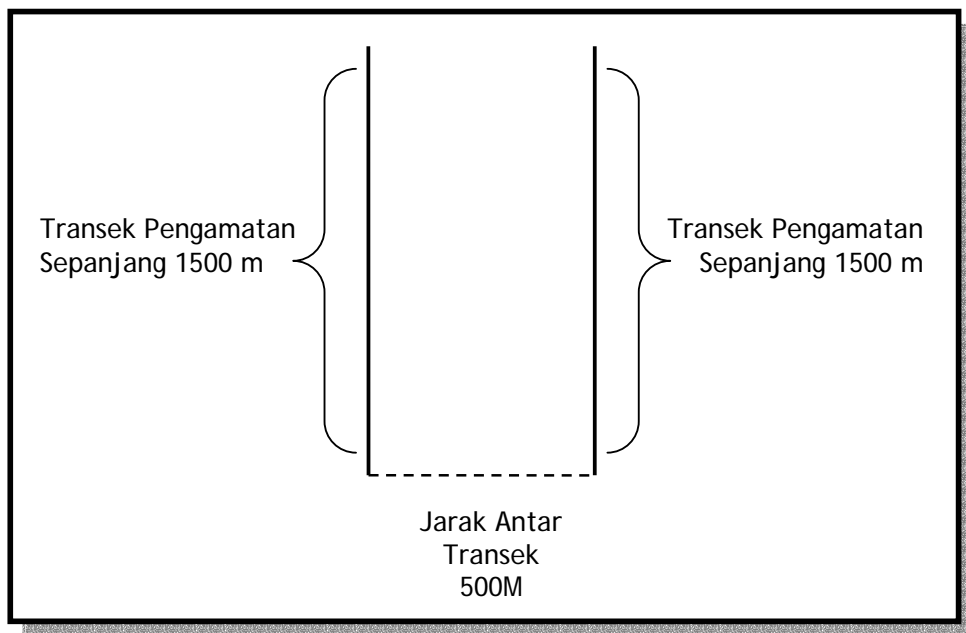 Transek Pengamatan
Sepanjang 1500 m
Transek Pengamatan
Sepanjang 1500 m
Jarak Antar
Transek
500M